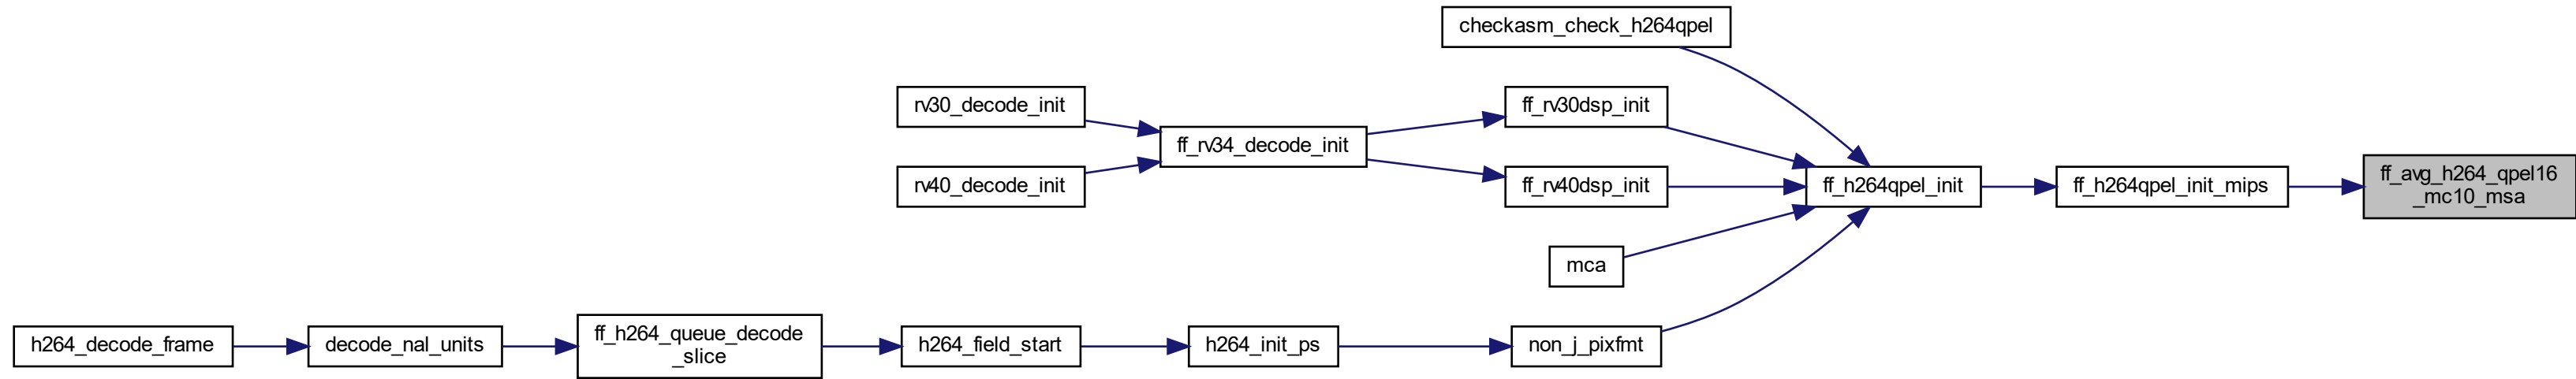 checkasm_check_h264qpel
rv30_decode_init
ff_rv30dsp_init
ff_rv34_decode_init
rv40_decode_init
ff_rv40dsp_init
ff_h264qpel_init
ff_h264qpel_init_mips
ff_avg_h264_qpel16
_mc10_msa
mca
h264_decode_frame
decode_nal_units
ff_h264_queue_decode
_slice
h264_field_start
h264_init_ps
non_j_pixfmt